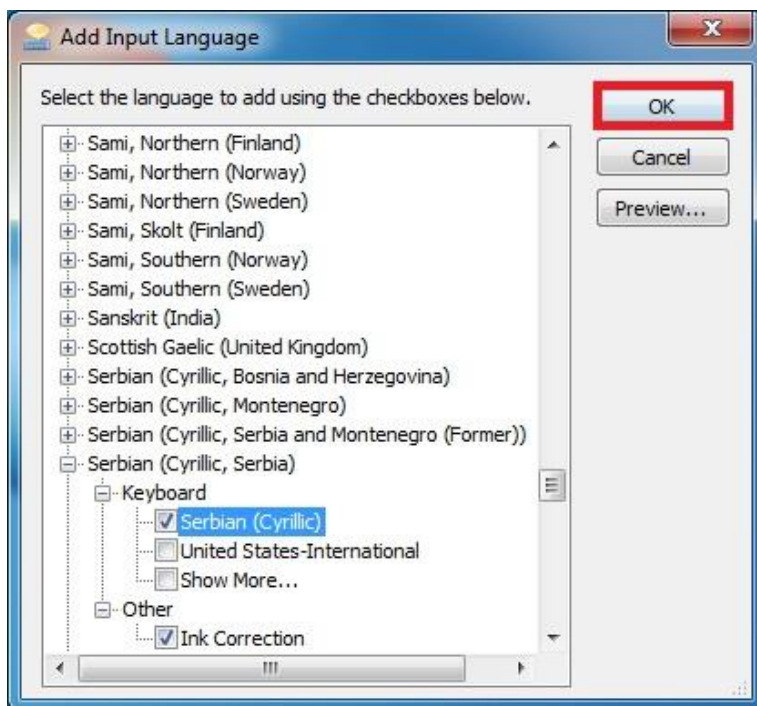 Add Input Language
Select the language to add using the checkboxes below.
OK
Cancel
Preview...
Sami, Northern (Finland)
Sami, Northern (Norway)
Sami, Northern (Sweden)
Sami, Skolt (Finland)
Sami, Southern (Norway)
Sami, Southern (Sweden)
Sanskrit (India)
Scottish Gaelic (United Kingdom)
Serbian (Cyrillic, Bosnia and Herzegovina)
Serbian (Cyrillic, Montenegro)
Serbian (Cyrillic, Serbia and Montenegro (Former))
Serbian (Cyrillic, Serbia)
Keyboard
Serbian (Cyrillic)
United States-International
Show More...
Other
Ink Correction